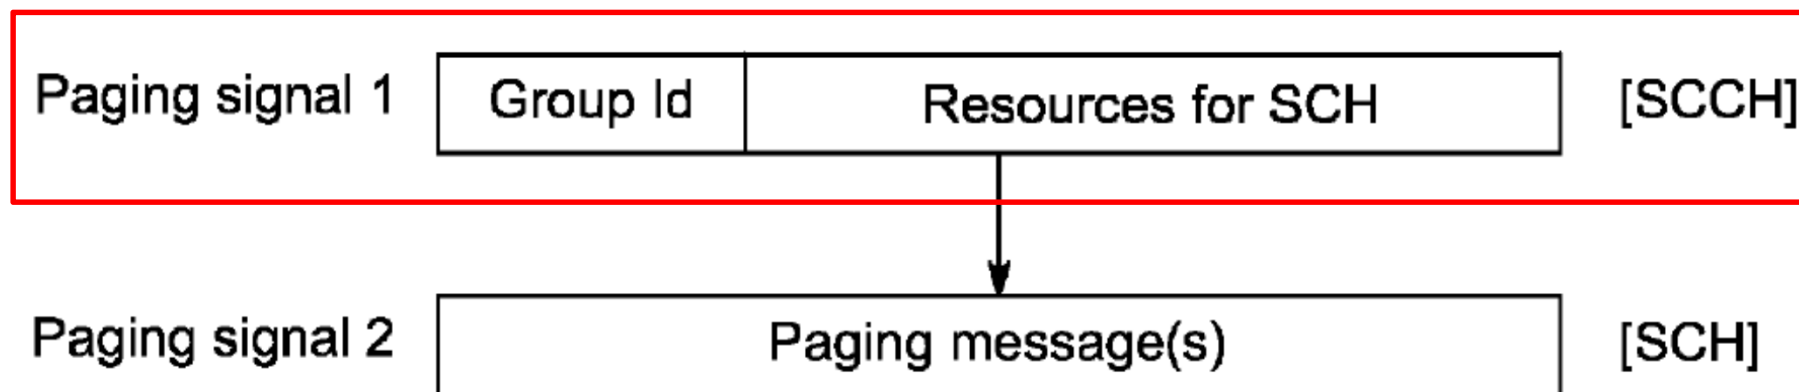 Paging signal 1 Group Id Resources for SCH [SCCH]
Paging signal 2 Paging message(s) [SCH]